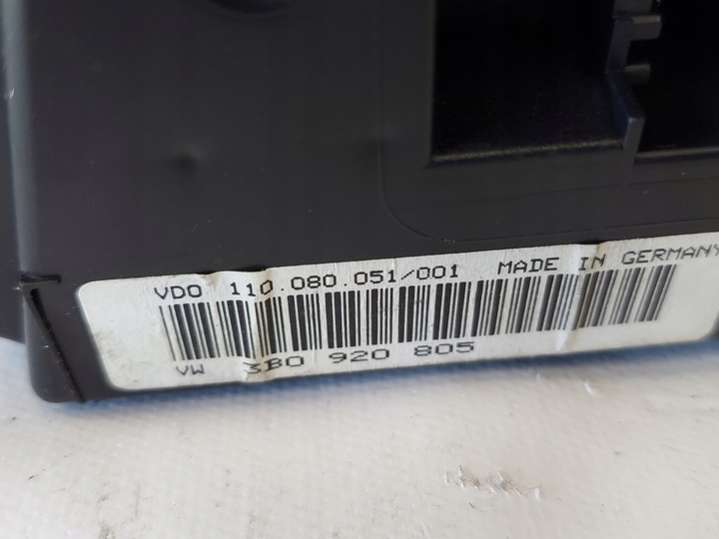 VDO 110.080.051/001 MADE IN GERMANY
VW 3B0 920 805